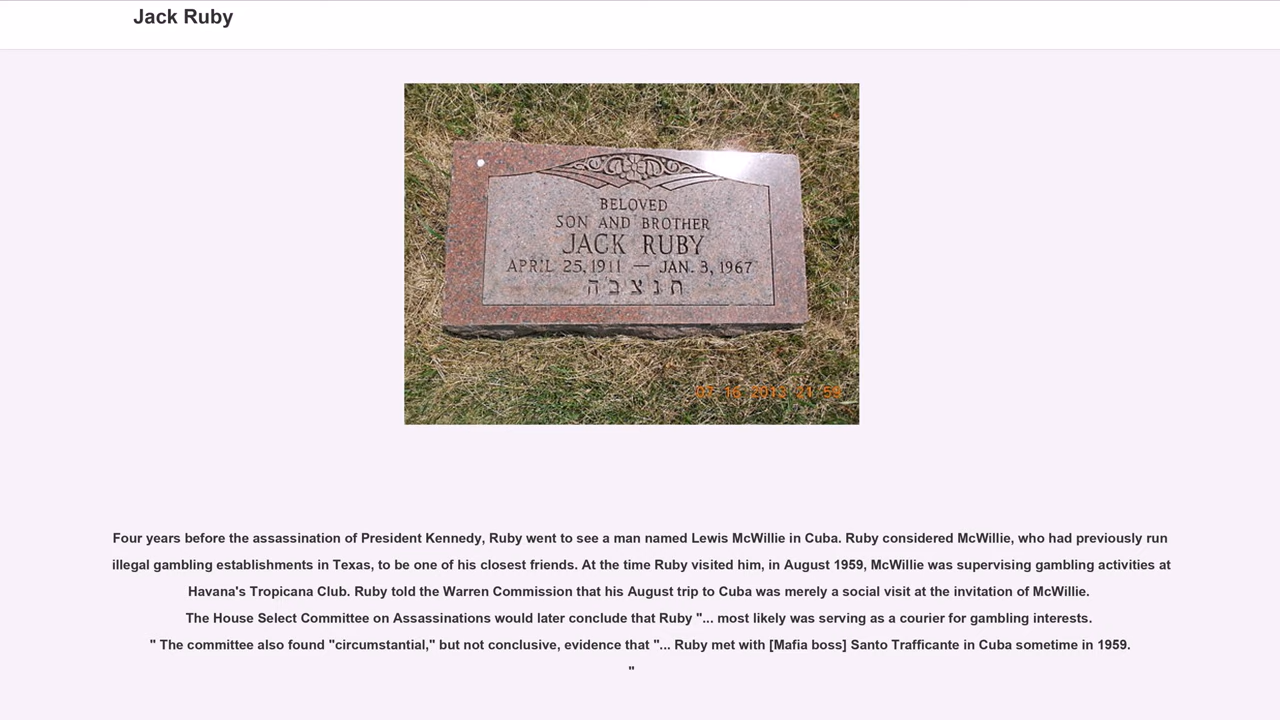 Jack Ruby
BELOVED
SON AND BROTHER
JACK RUBY
APRIL 25, 1911 — JAN. 3, 1967
ת נ צ ב ה
07 16 2013 21 59
Four years before the assassination of President Kennedy, Ruby went to see a man named Lewis McWillie in Cuba. Ruby considered McWillie, who had previously run
illegal gambling establishments in Texas, to be one of his closest friends. At the time Ruby visited him, in August 1959, McWillie was supervising gambling activities at
Havana's Tropicana Club. Ruby told the Warren Commission that his August trip to Cuba was merely a social visit at the invitation of McWillie.
The House Select Committee on Assassinations would later conclude that Ruby "... most likely was serving as a courier for gambling interests.
" The committee also found "circumstantial," but not conclusive, evidence that "... Ruby met with [Mafia boss] Santo Trafficante in Cuba sometime in 1959.
"